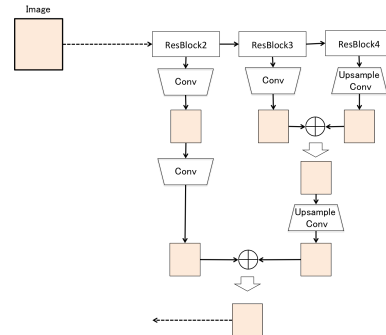 Image
ResBlock2
ResBlock3
ResBlock4
Conv
Conv
Upsample
Conv
Conv
Upsample
Conv